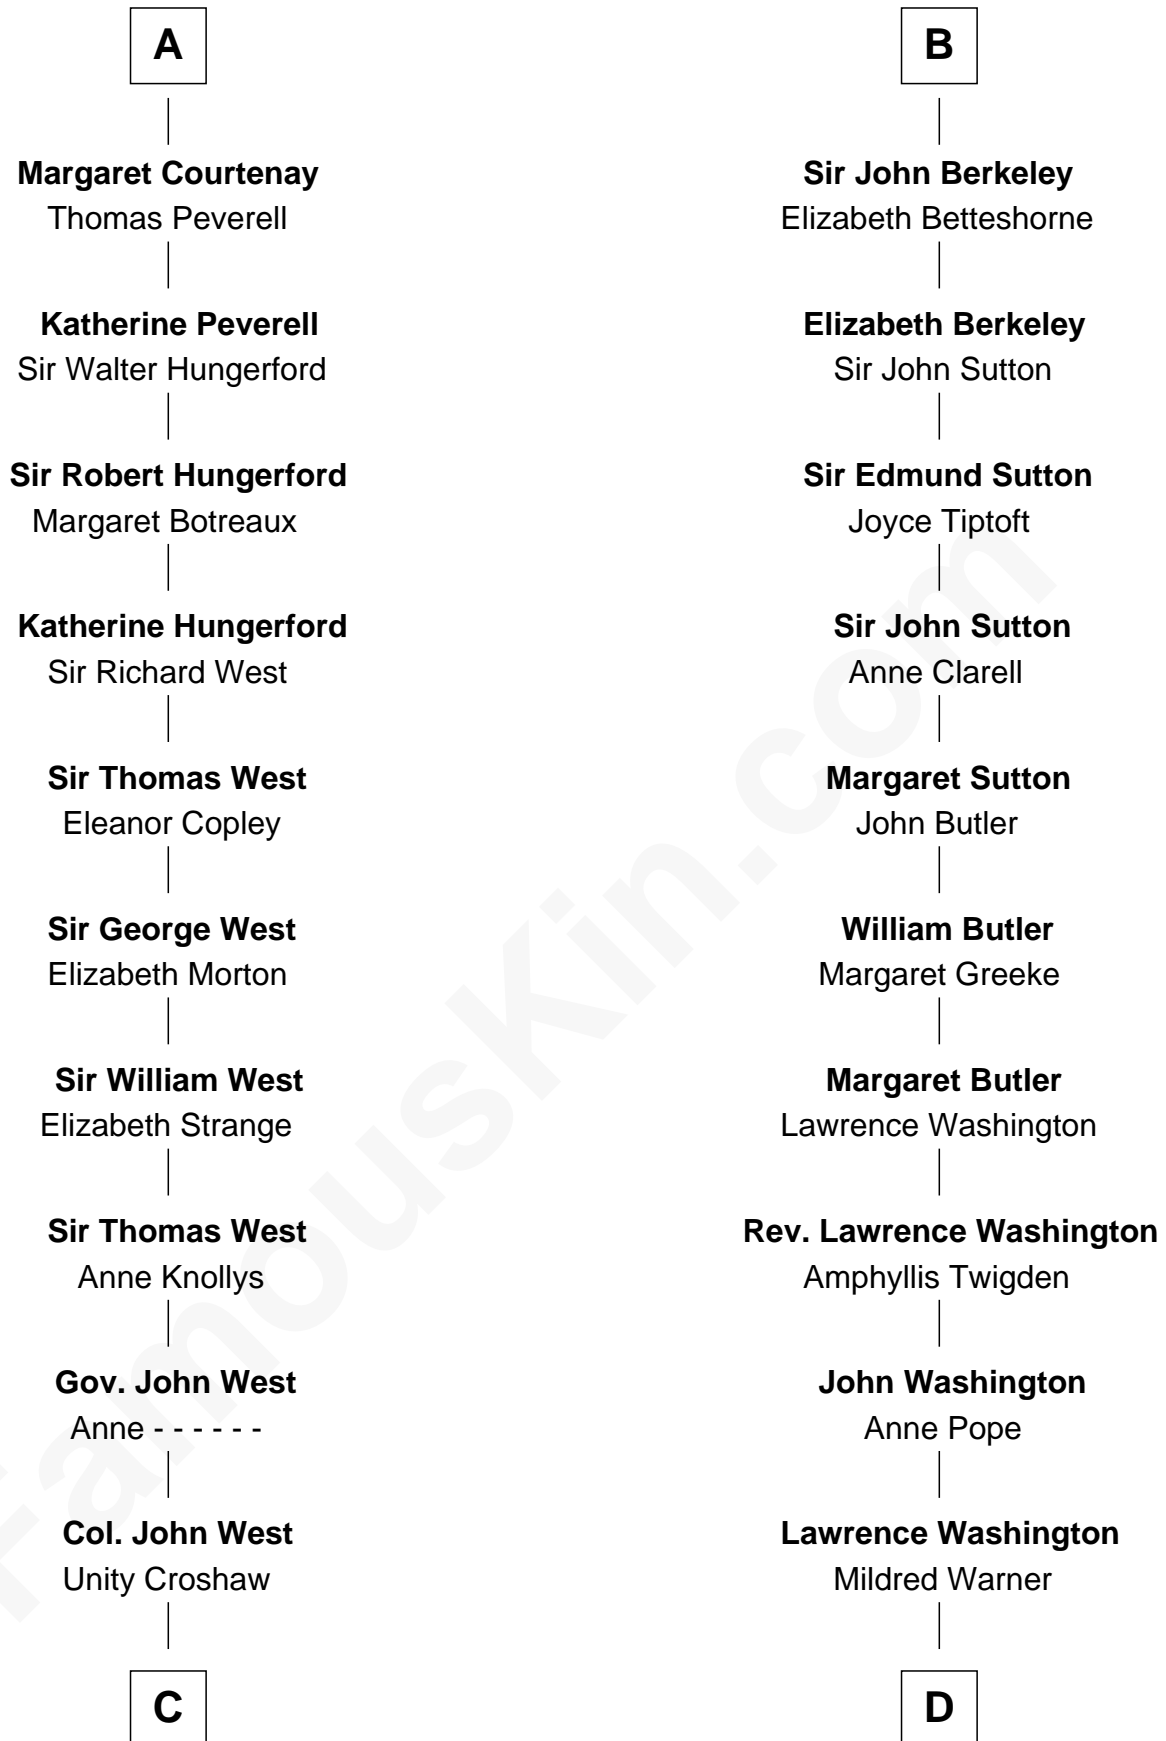 A
Margaret Courtenay
Thomas Peverell
Katherine Peverell
Sir Walter Hungerford
Sir Robert Hungerford
Margaret Botreaux
Katherine Hungerford
Sir Richard West
Sir Thomas West
Eleanor Copley
Sir George West
Elizabeth Morton
Sir William West
Elizabeth Strange
Sir Thomas West
Anne Knollys
Gov. John West
Anne - - - - - -
Col. John West
Unity Croshaw
C
B
Sir John Berkeley
Elizabeth Betteshorne
Elizabeth Berkeley
Sir John Sutton
Sir Edmund Sutton
Joyce Tiptoft
Sir John Sutton
Anne Clarell
Margaret Sutton
John Butler
William Butler
Margaret Greeke
Margaret Butler
Lawrence Washington
Rev. Lawrence Washington
Amphyllis Twigden
John Washington
Anne Pope
Lawrence Washington
Mildred Warner
D
FamousKin.com